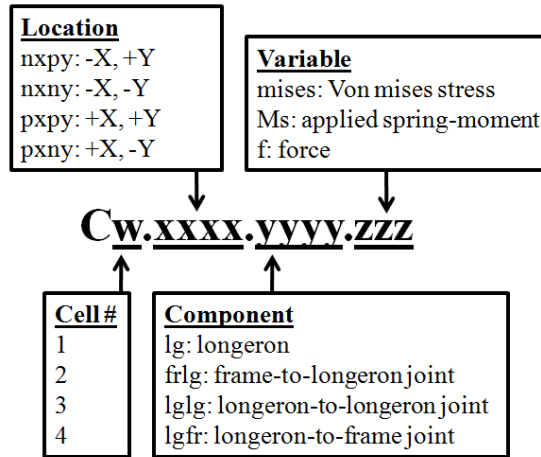 Location
nxpy: -X, +Y
nxny: -X, -Y
pxpy: +X, +Y
pxny: +X, -Y
Variable
mises: Von mises stress
Ms: applied spring-moment
f: force
Cw.xxxx.yyyy.zzz
Cell #
1
2
3
4
Component
lg: longeron
frlg: frame-to-longeron joint
lglg: longeron-to-longeron joint
lgfr: longeron-to-frame joint